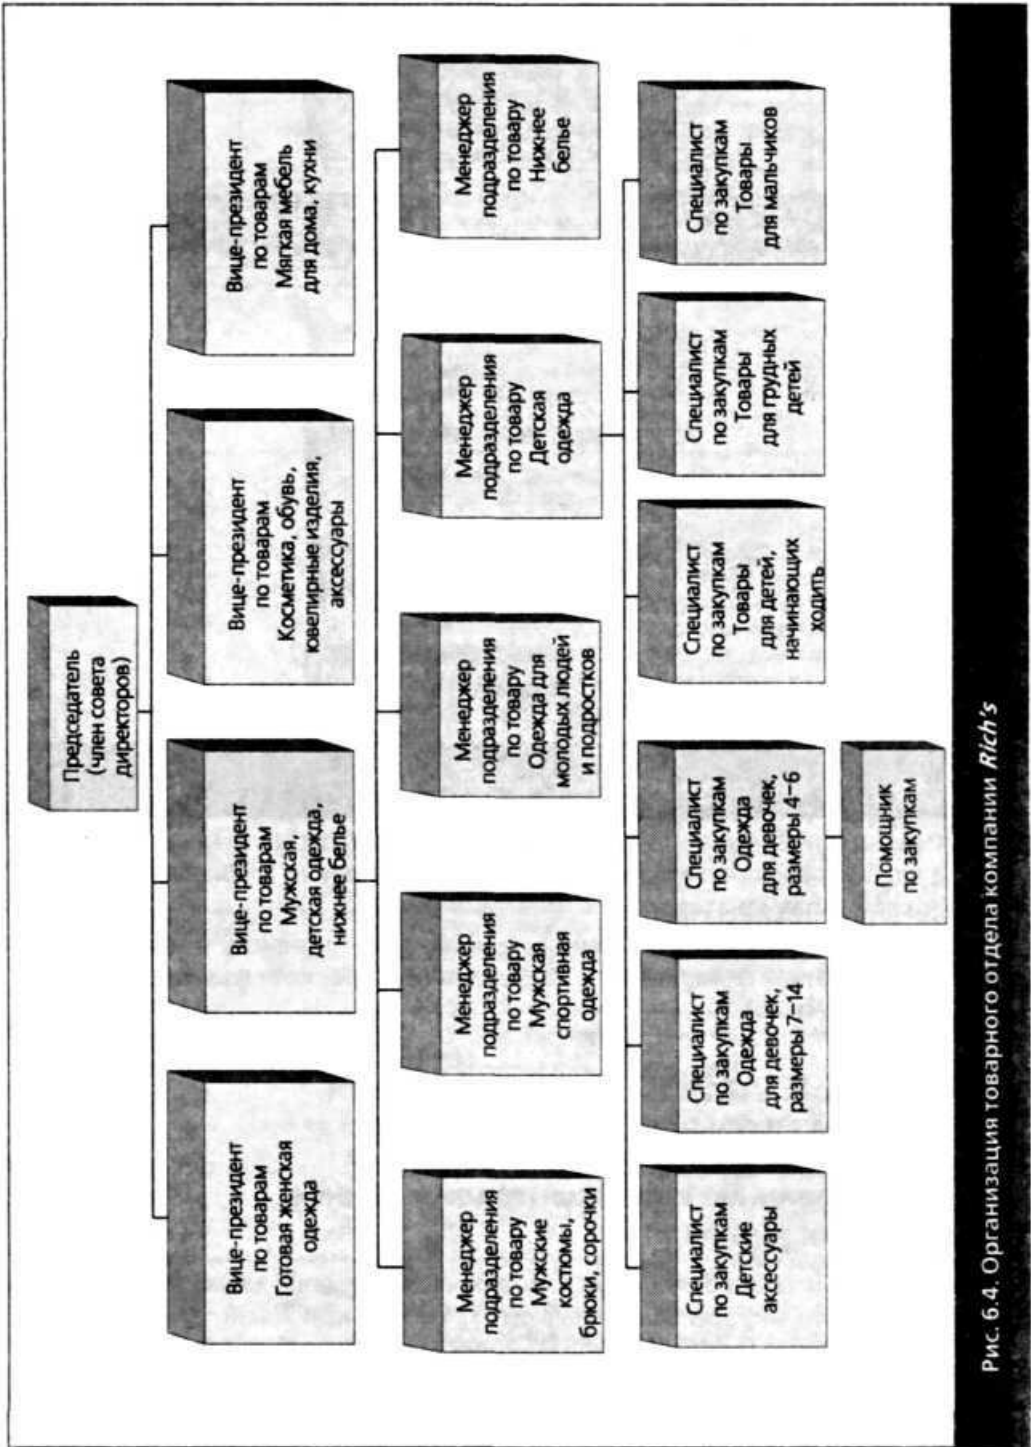 Председатель
(член совета
директоров)
Вице-президент
по товарам
Готовая женская
одежда
Вице-президент
по товарам
Мужская,
детская одежда,
нижнее белье
Вице-президент
по товарам
Косметика, обувь,
ювелирные изделия,
аксессуары
Вице-президент
по товарам
Мягкая мебель
для дома, кухни
Менеджер
подразделения
по товару
Мужские
костюмы,
брюки, сорочки
Менеджер
подразделения
по товару
Мужская
спортивная
одежда
Менеджер
подразделения
по товару
Одежда для
молодых людей
и подростков
Менеджер
подразделения
по товару
Детская
одежда
Менеджер
подразделения
по товару
Нижнее
белье
Специалист
по закупкам
Детские
аксессуары
Специалист
по закупкам
Одежда
для девочек,
размеры 7–14
Специалист
по закупкам
Одежда
для девочек,
размеры 4–6
Специалист
по закупкам
Товары
для детей,
начинающих
ходить
Специалист
по закупкам
Товары
для грудных
детей
Специалист
по закупкам
Товары
для мальчиков
Помощник
по закупкам
Рис. 6.4. Организация товарного отдела компании Rich's